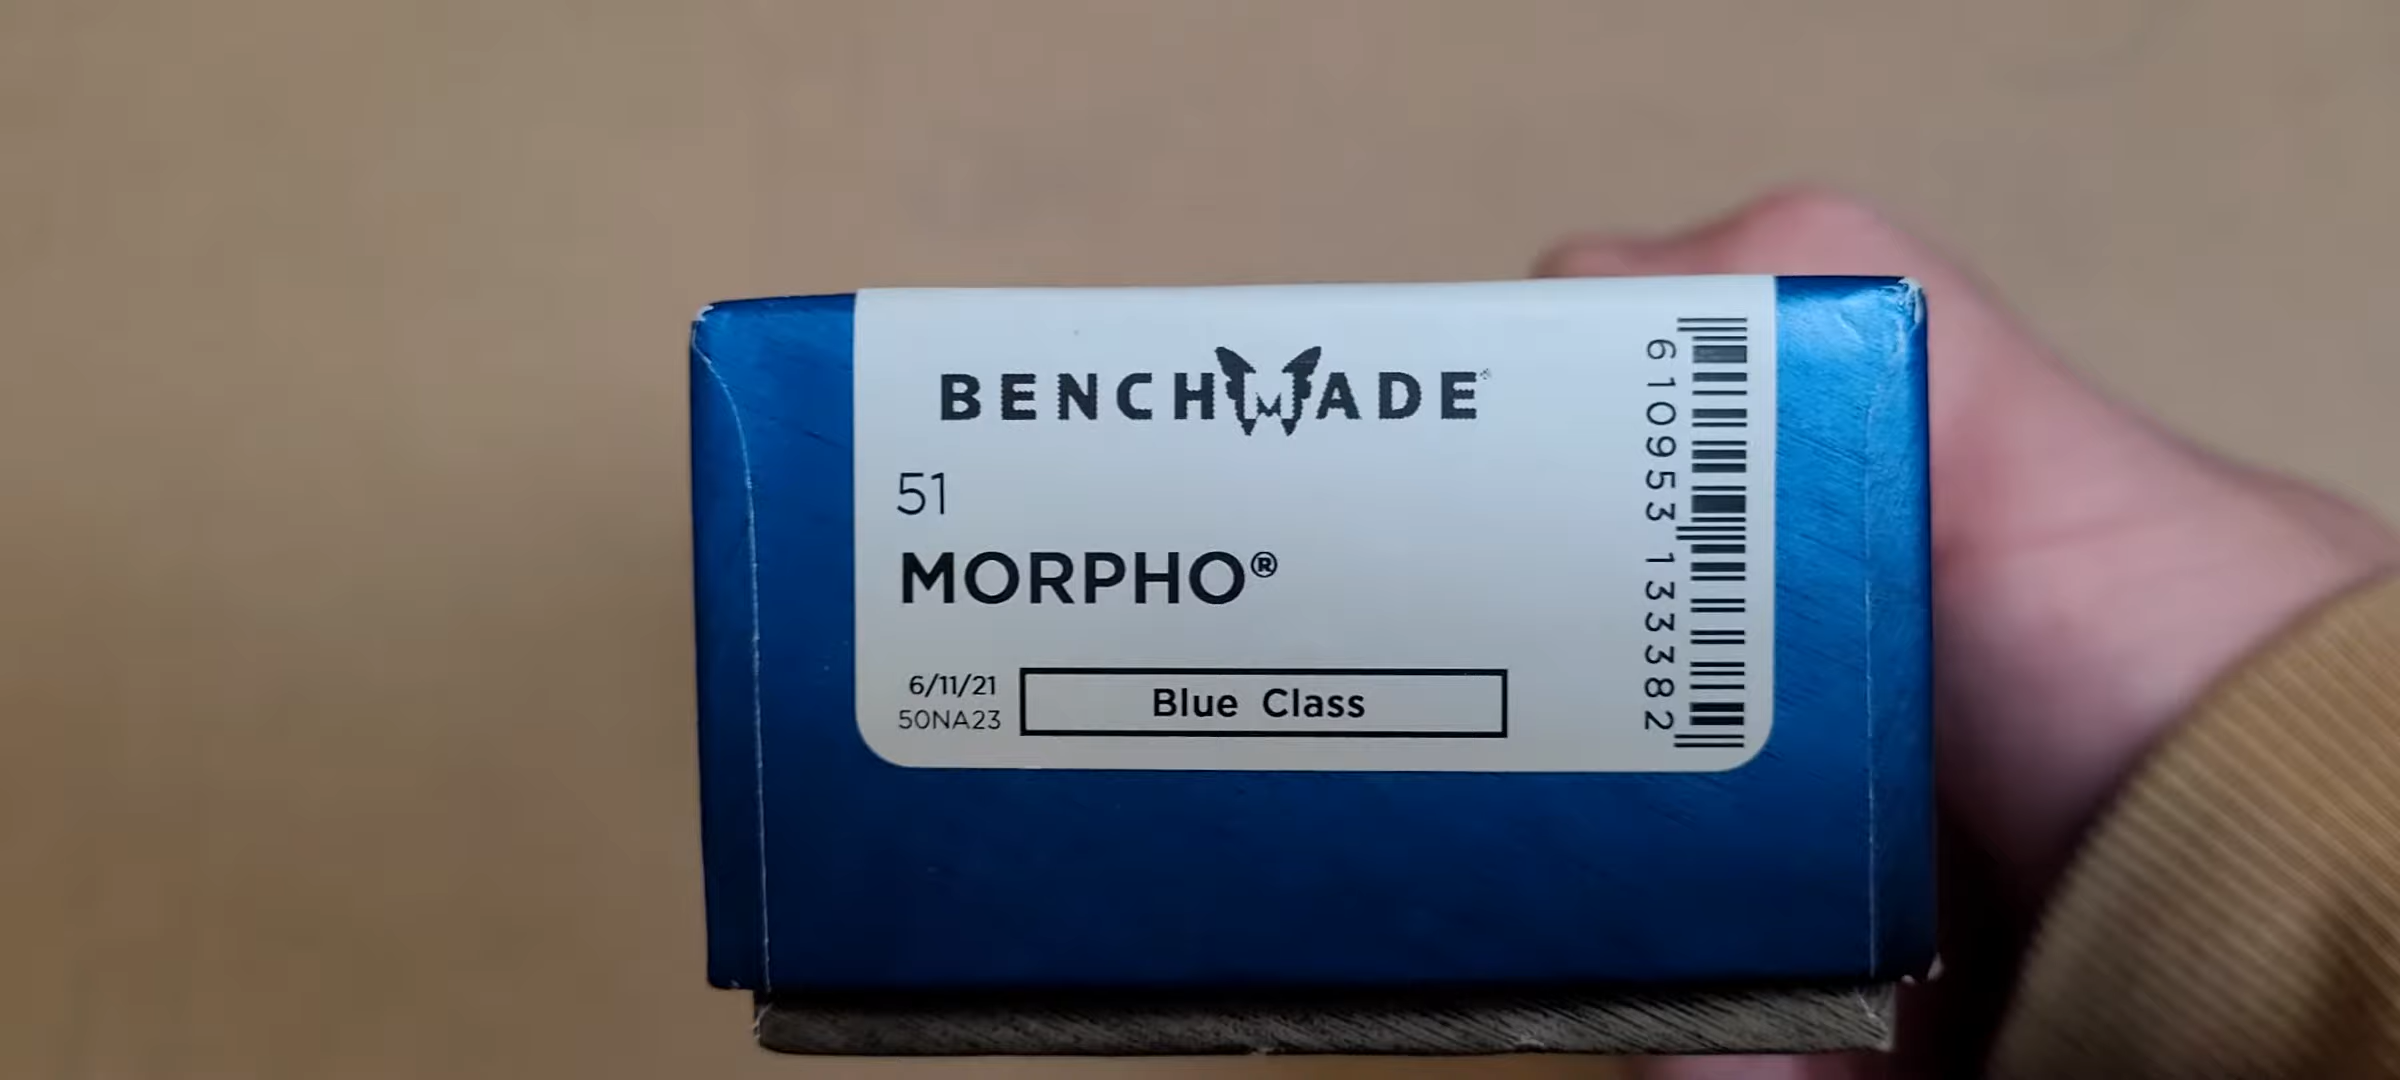 BENCHMADE
51
MORPHO®
6/11/21
50NA23
Blue Class
6 10953 13338 2